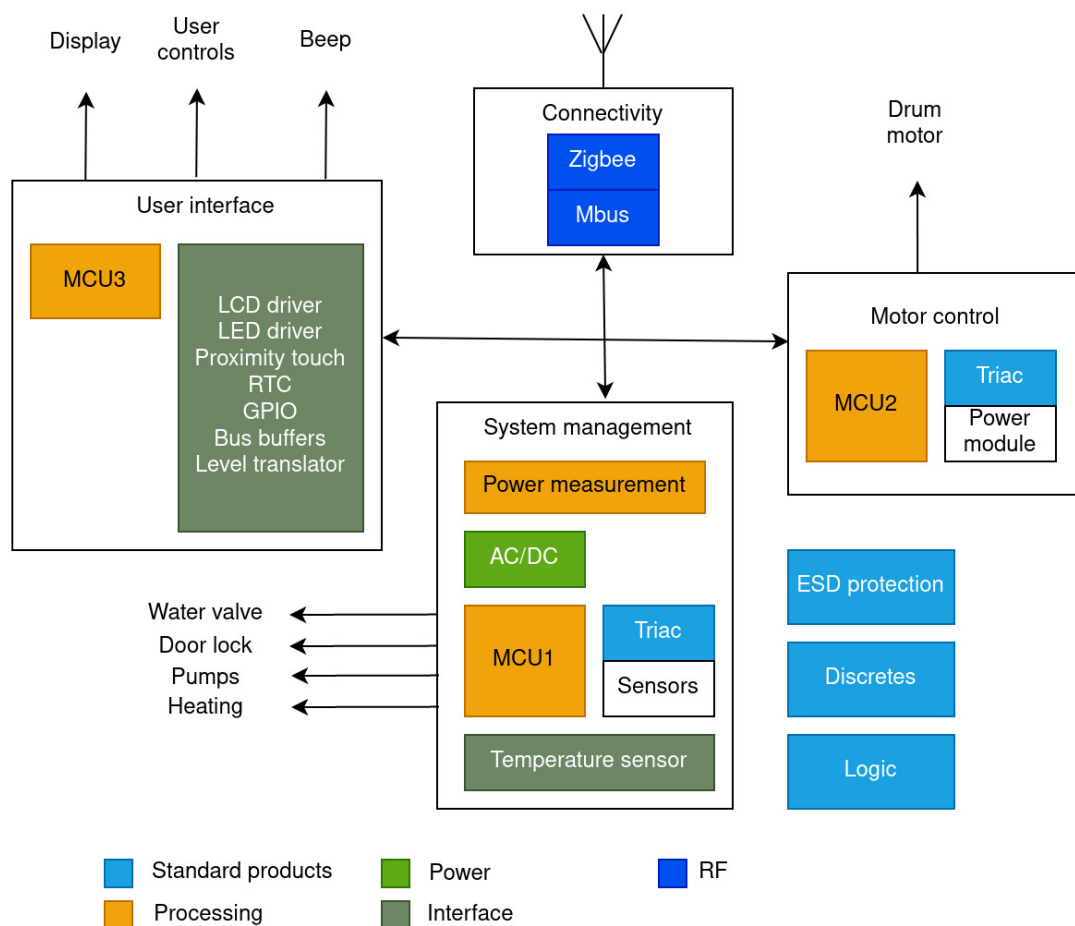 Display
User
controls
Beep
Connectivity
Zigbee
Mbus
Drum
motor
User interface
MCU3
LCD driver
LED driver
Proximity touch
RTC
GPIO
Bus buffers
Level translator
Motor control
MCU2
Triac
Power
module
System management
Power measurement
AC/DC
MCU1
Triac
Sensors
Temperature sensor
Water valve
Door lock
Pumps
Heating
ESD protection
Discretes
Logic
Standard products
Power
RF
Processing
Interface